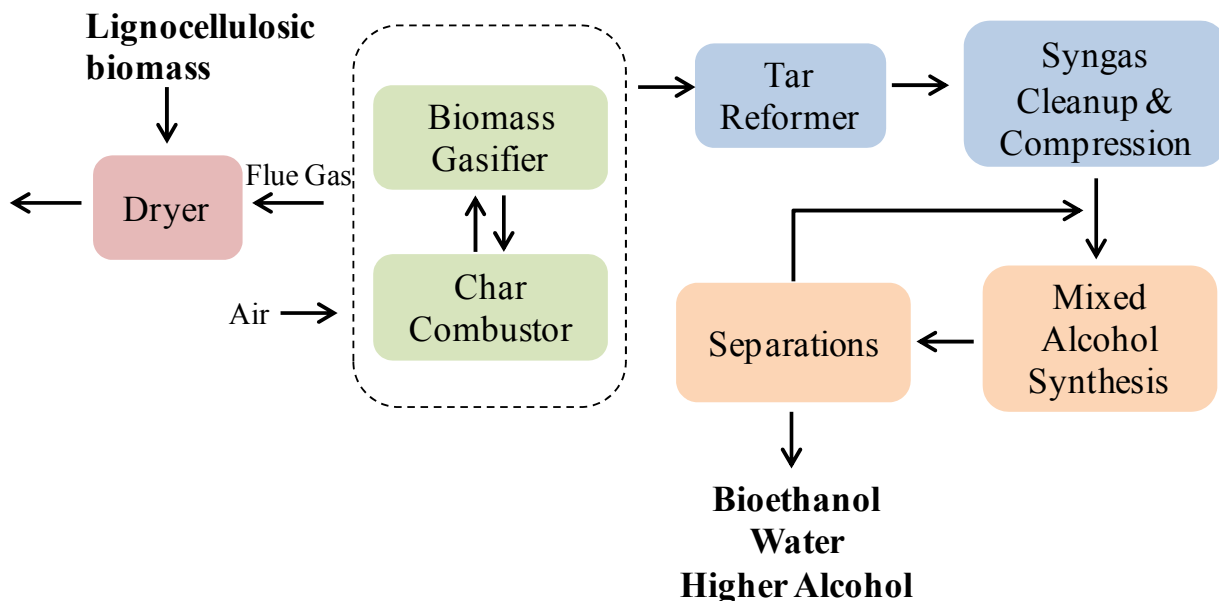 Lignocellulosic
biomass
Dryer
Flue Gas
Air
Biomass
Gasifier
Char
Combustor
Tar
Reformer
Syngas
Cleanup &
Compression
Mixed
Alcohol
Synthesis
Separations
Bioethanol
Water
Higher Alcohol